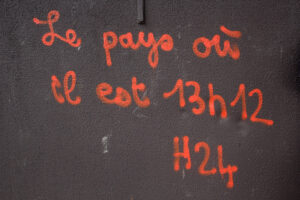 Le pays où
il est 13h12
H24